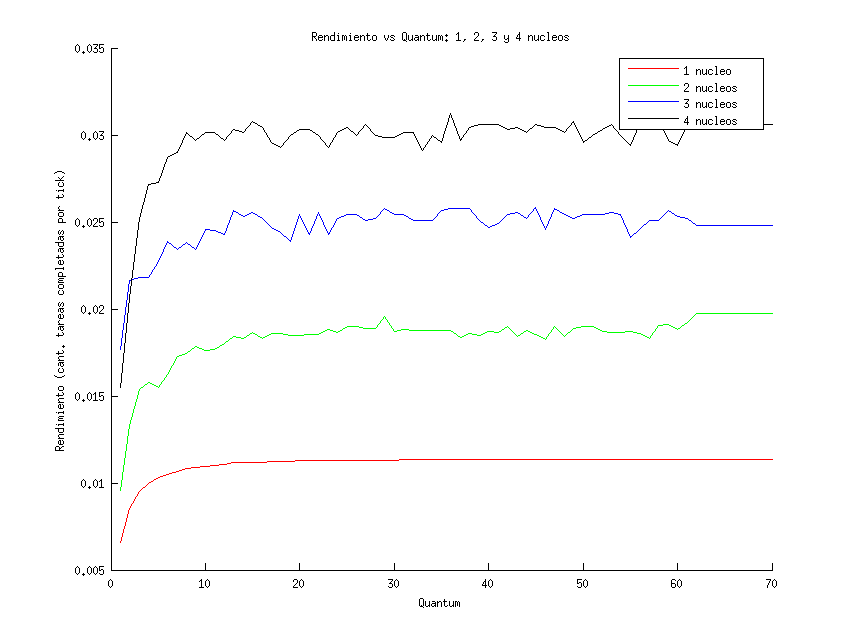 Rendimiento vs Quantum: 1, 2, 3 y 4 nucleos
1 nucleo
2 nucleos
3 nucleos
4 nucleos
Rendimiento (cant. tareas completadas por tick)
0.035
0.03
0.025
0.02
0.015
0.01
0.005
0 10 20 30 40 50 60 70
Quantum